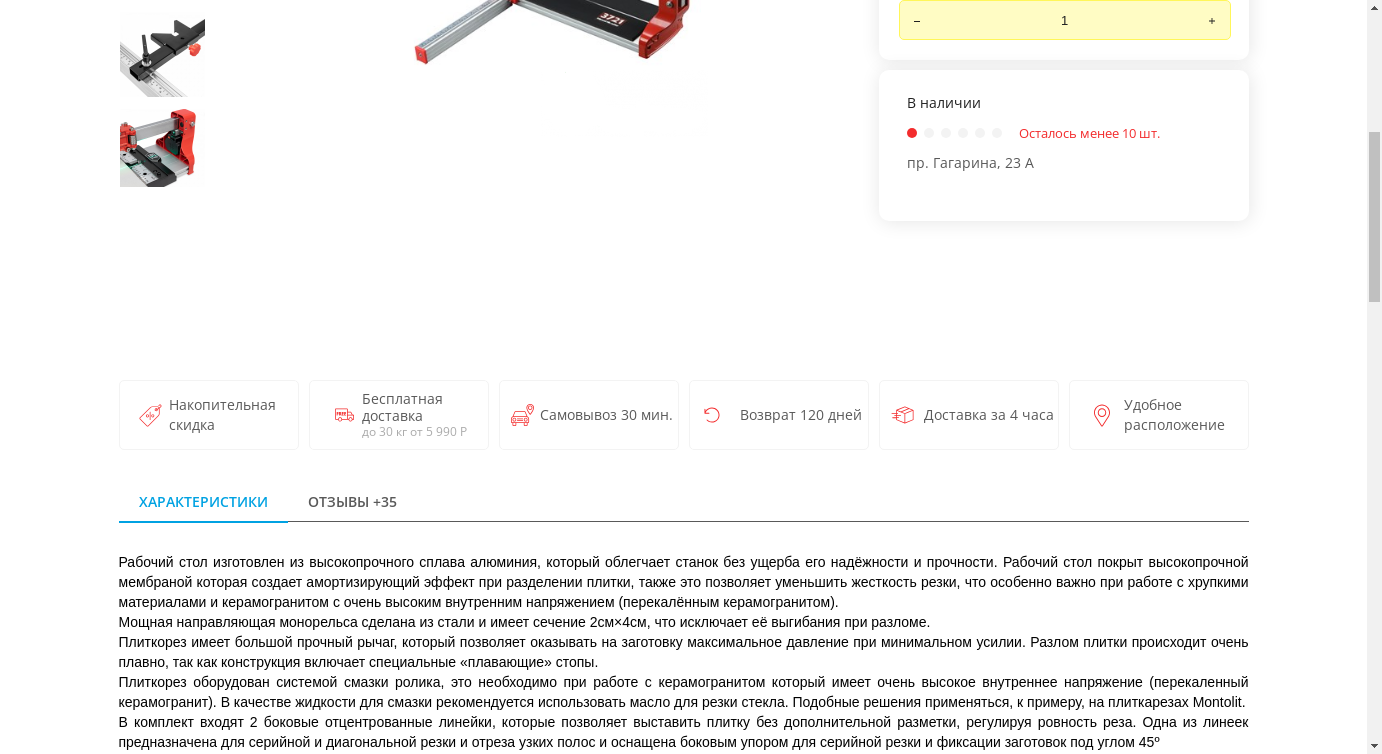 3721
–
1
+
В наличии
Осталось менее 10 шт.
пр. Гагарина, 23 А
Накопительная
скидка
FREE
Бесплатная
доставка
до 30 кг от 5 990 Р
Самовывоз 30 мин.
Возврат 120 дней
Доставка за 4 часа
Удобное
расположение
ХАРАКТЕРИСТИКИ
ОТЗЫВЫ +35
Рабочий стол изготовлен из высокопрочного сплава алюминия, который облегчает станок без ущерба его надёжности и прочности. Рабочий стол покрыт высокопрочной
мембраной которая создает амортизирующий эффект при разделении плитки, также это позволяет уменьшить жесткость резки, что особенно важно при работе с хрупкими
материалами и керамогранитом с очень высоким внутренним напряжением (перекалённым керамогранитом).
Мощная направляющая монорельса сделана из стали и имеет сечение 2см×4см, что исключает её выгибания при разломе.
Плиткорез имеет большой прочный рычаг, который позволяет оказывать на заготовку максимальное давление при минимальном усилии. Разлом плитки происходит очень
плавно, так как конструкция включает специальные «плавающие» стопы.
Плиткорез оборудован системой смазки ролика, это необходимо при работе с керамогранитом который имеет очень высокое внутреннее напряжение (перекаленный
керамогранит). В качестве жидкости для смазки рекомендуется использовать масло для резки стекла. Подобные решения применяться, к примеру, на плиткарезах Montolit.
В комплект входят 2 боковые отцентрованные линейки, которые позволяет выставить плитку без дополнительной разметки, регулируя ровность реза. Одна из линеек
предназначена для серийной и диагональной резки и отреза узких полос и оснащена боковым упором для серийной резки и фиксации заготовок под углом 45º